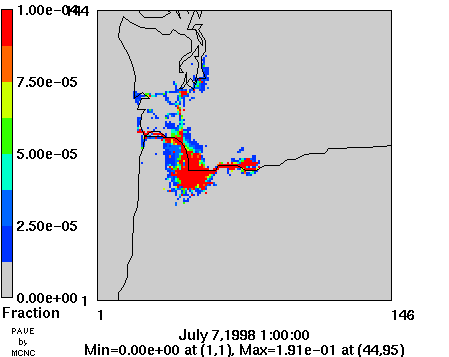 1.00e-04
144
7.50e-05
5.00e-05
2.50e-05
0.00e+00
1
Fraction
1
146
PAVE
by
MCNC
July 7,1998 1:00:00
Min=0.00e+00 at (1,1), Max=1.91e-01 at (44,95)